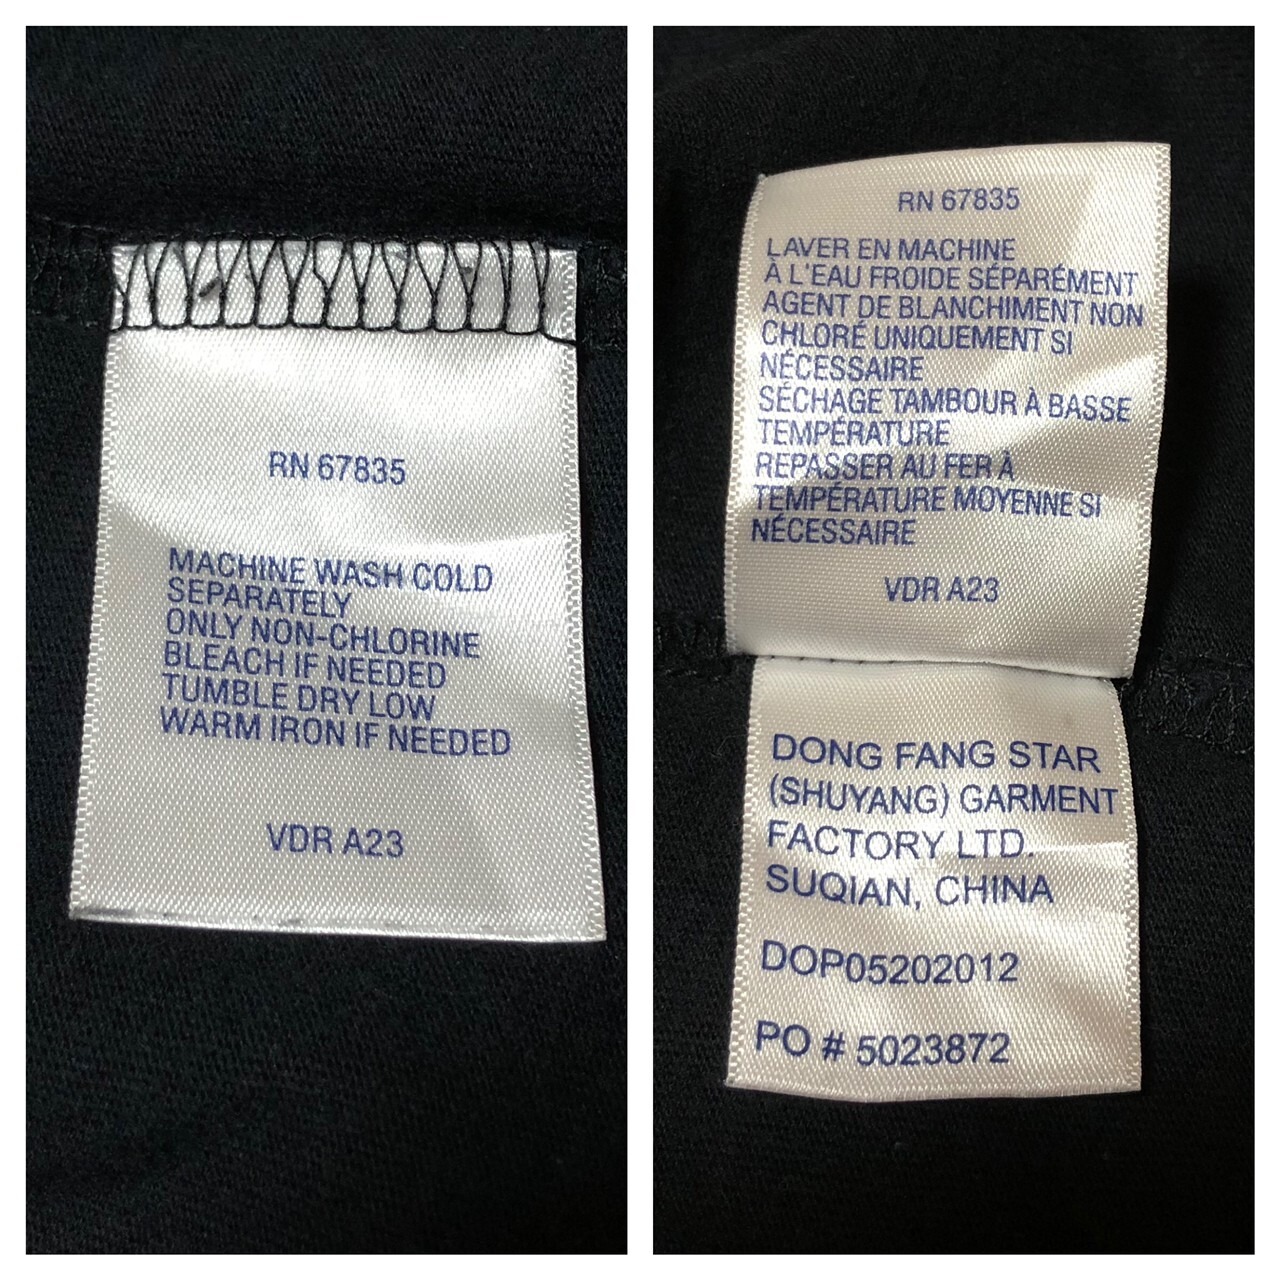 RN 67835
MACHINE WASH COLD
SEPARATELY
ONLY NON-CHLORINE
BLEACH IF NEEDED
TUMBLE DRY LOW
WARM IRON IF NEEDED
VDR A23
RN 67835
LAVER EN MACHINE
À L'EAU FROIDE SÉPARÉMENT
AGENT DE BLANCHIMENT NON
CHLORÉ UNIQUEMENT SI
NÉCESSAIRE
SÉCHAGE TAMBOUR À BASSE
TEMPÉRATURE
REPASSER AU FER À
TEMPÉRATURE MOYENNE SI
NÉCESSAIRE
VDR A23
DONG FANG STAR
(SHUYANG) GARMENT
FACTORY LTD.
SUQIAN, CHINA
DOP05202012
PO # 5023872